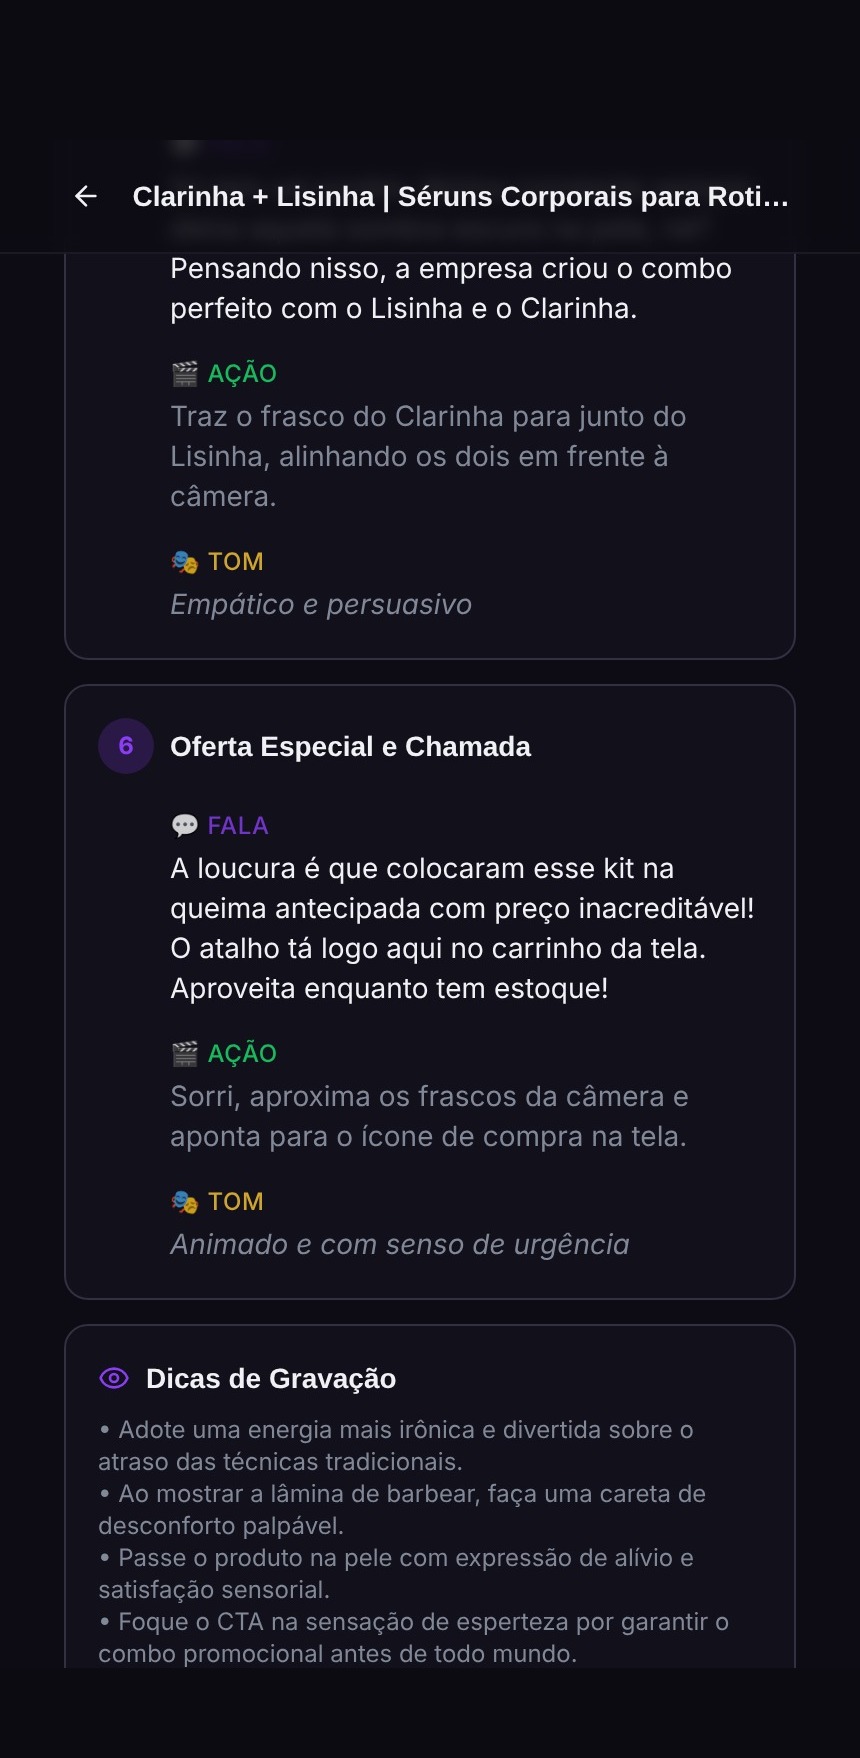 Clarinha + Lisinha | Séruns Corporais para Roti...
Pensando nisso, a empresa criou o combo
perfeito com o Lisinha e o Clarinha.
🎬 AÇÃO
Traz o frasco do Clarinha para junto do
Lisinha, alinhando os dois em frente à
câmera.
🎭 TOM
Empático e persuasivo
6 Oferta Especial e Chamada
💬 FALA
A loucura é que colocaram esse kit na
queima antecipada com preço inacreditável!
O atalho tá logo aqui no carrinho da tela.
Aproveita enquanto tem estoque!
🎬 AÇÃO
Sorri, aproxima os frascos da câmera e
aponta para o ícone de compra na tela.
🎭 TOM
Animado e com senso de urgência
Dicas de Gravação
• Adote uma energia mais irônica e divertida sobre o
atraso das técnicas tradicionais.
• Ao mostrar a lâmina de barbear, faça uma careta de
desconforto palpável.
• Passe o produto na pele com expressão de alívio e
satisfação sensorial.
• Foque o CTA na sensação de esperteza por garantir o
combo promocional antes de todo mundo.